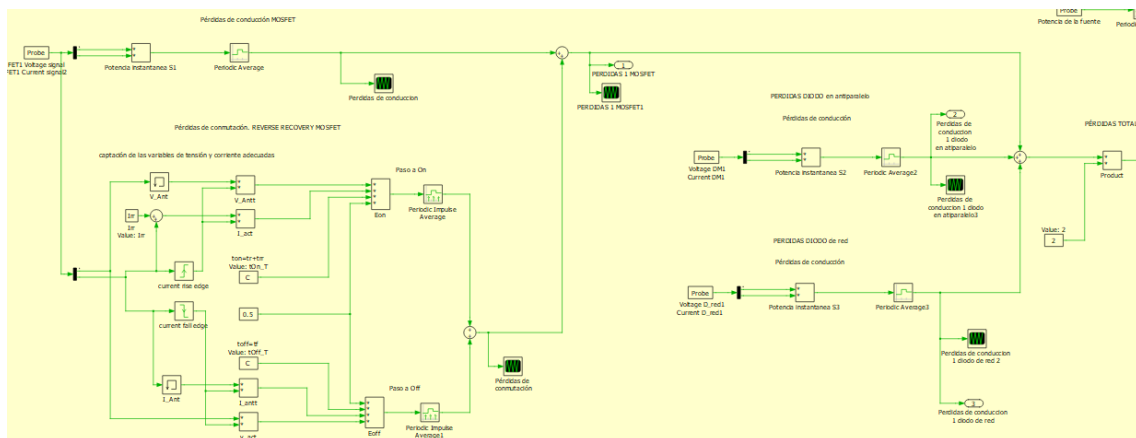 Pérdidas de conducción MOSFET
Probe
Potencia de la fuente
Periodic
Probe
FET1 Voltage signal
FET1 Current signal2
Potencia instantanea S1
Periodic Average
Perdidas de conduccion
1
PERDIDAS 1 MOSFET
PERDIDAS 1 MOSFET1
PERDIDAS DIODO en antiparalelo
Pérdidas de conducción
2
Perdidas de
conduccion
1 diodo
en atiparalelo
PÉRDIDAS TOTAL
Pérdidas de conmutación. REVERSE RECOVERY MOSFET
captación de las variables de tensión y corriente adecuadas
Probe
Voltage DM1
Current DM1
Potencia instantanea S2
Periodic Average2
Product
Perdidas de
conduccion 1 diodo
en atiparalelo3
Paso a On
V_Ant
V_Antt
Eon
Periodic Impulse
Average
Irr
Value: Irr
I_act
Value: 2
2
PERDIDAS DIODO de red
Pérdidas de conducción
ton=tr+trr
Value: tOn_T
C
current rise edge
Probe
Voltage D_red1
Current D_red1
Potencia instantanea S3
Periodic Average3
0.5
current fall edge
toff=tf
Value: tOff_T
C
Pérdidas de
conmutación
Perdidas de conduccion
1 diodo de red 2
Paso a Off
I_Ant
I_antt
Eoff
Periodic Impulse
Average1
v_act
3
Perdidas de conduccion
1 diodo de red